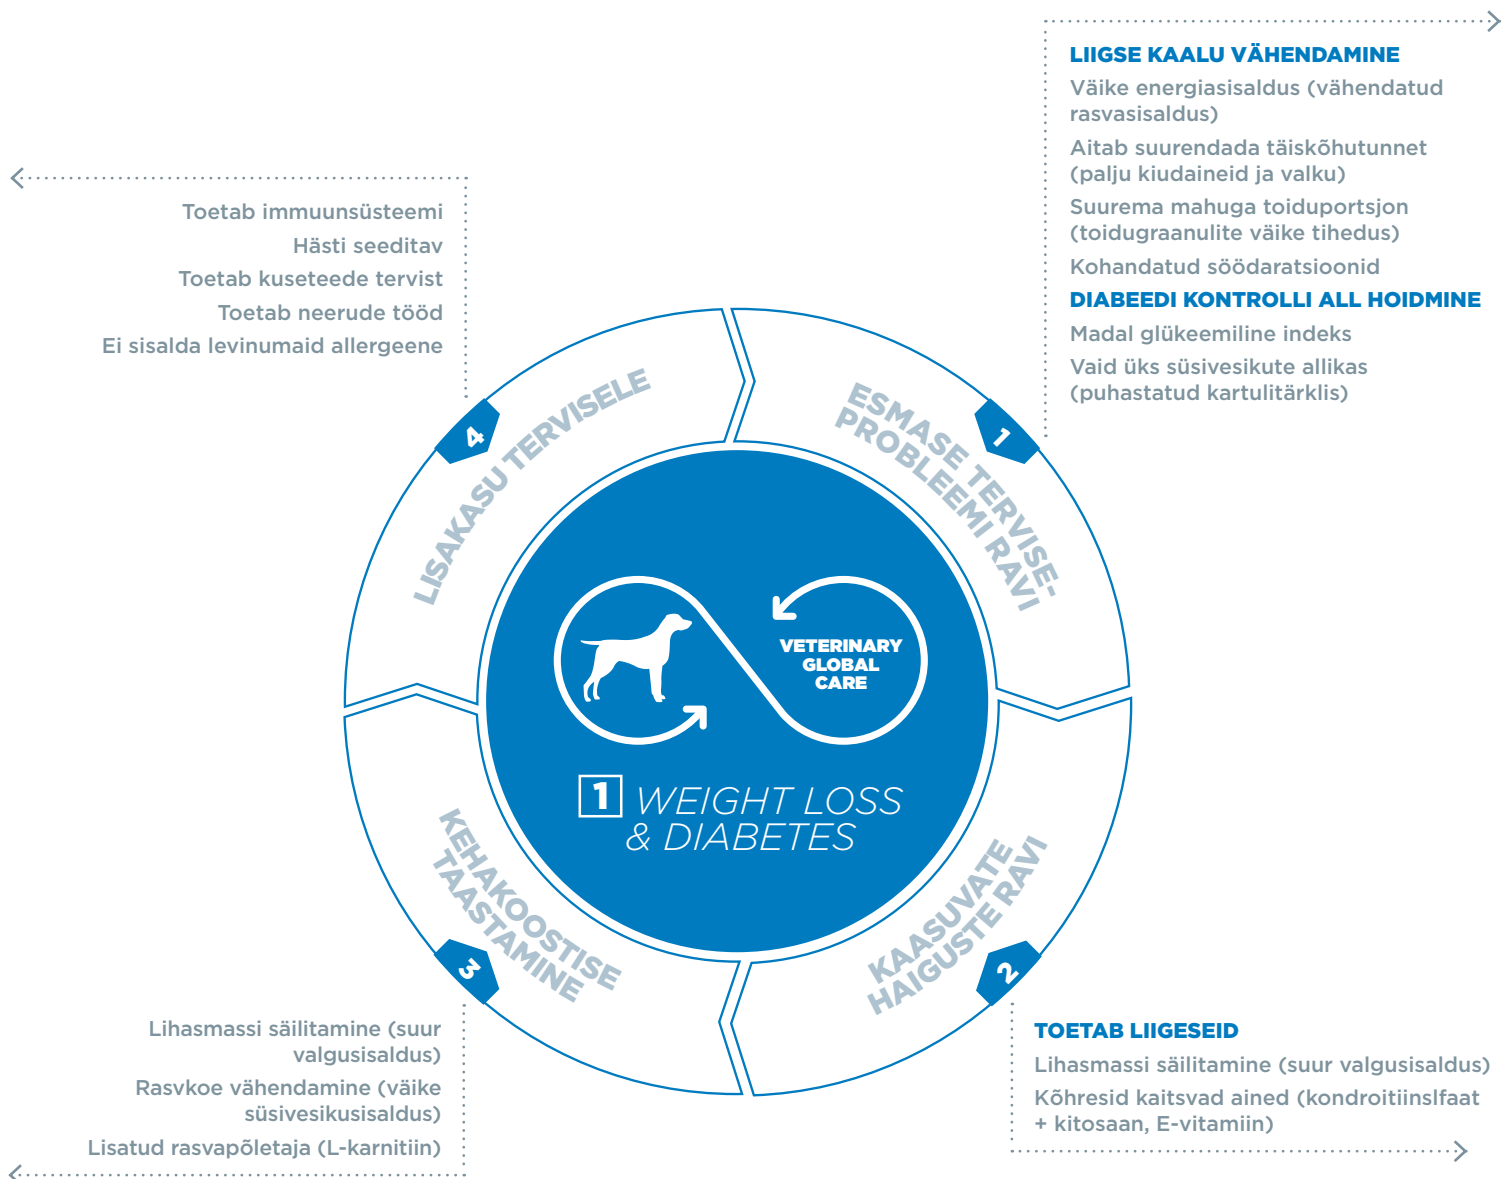 LIIGSE KAALU VÄHENDAMINE
Väike energiasisaldus (vähendatud
rasvasisaldus)
Aitab suurendada täiskõhutunnet
(palju kiudaineid ja valku)
Suurema mahuga toiduportsjon
(toidugraanulite väike tihedus)
Kohandatud söödaratsioonid
DIABEEDI KONTROLLI ALL HOIDMINE
Madal glükeemiline indeks
Vaid üks süsivesikute allikas
(puhastatud kartulitärklis)
Toetab immuunsüsteemi
Hästi seeditav
Toetab kuseteede tervist
Toetab neerude tööd
Ei sisalda levinumaid allergeene
4
LISAKASU TERVISELE
1
ESMASE TERVISE-
PROBLEEMI RAVI
VETERINARY
GLOBAL
CARE
1 WEIGHT LOSS
& DIABETES
3
KEHAKOOSTISE
TAASTAMINE
2
KAASUVATE
HAIGUSTE RAVI
Lihasmassi säilitamine (suur
valgusisaldus)
Rasvkoe vähendamine (väike
süsivesikusisaldus)
Lisatud rasvapõletaja (L-karnitiin)
TOETAB LIIGESEID
Lihasmassi säilitamine (suur valgusisaldus)
Kõhresid kaitsvad ained (kondroitiinslfaat
+ kitosaan, E-vitamiin)